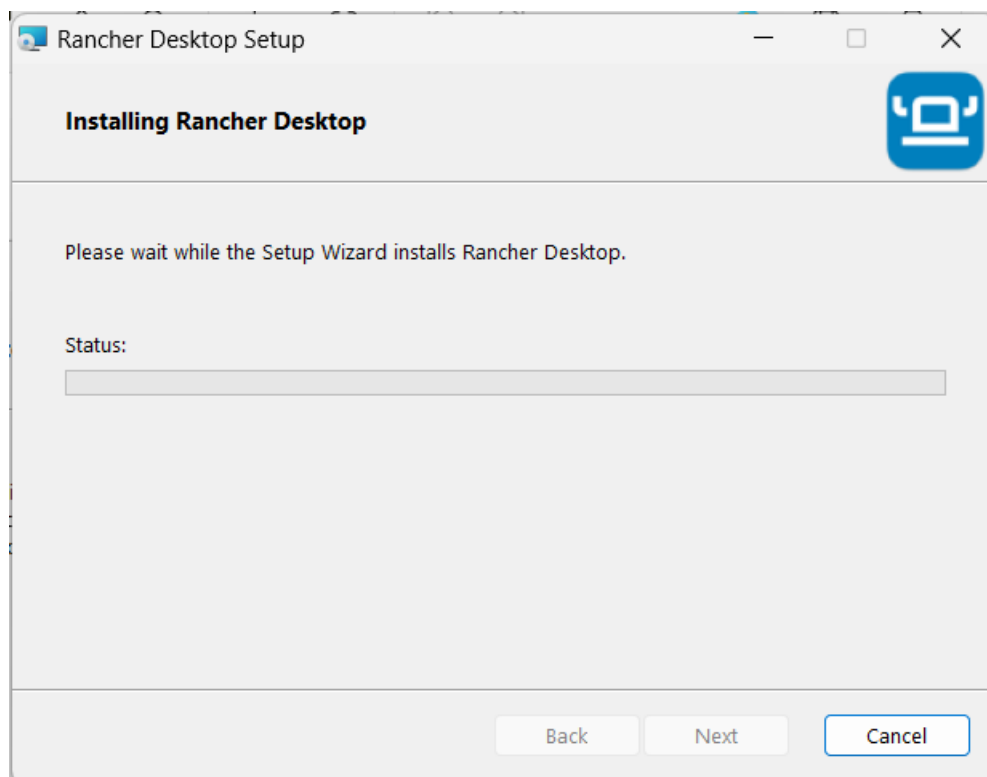 Rancher Desktop Setup
Installing Rancher Desktop
Please wait while the Setup Wizard installs Rancher Desktop.
Status:
Back
Next
Cancel